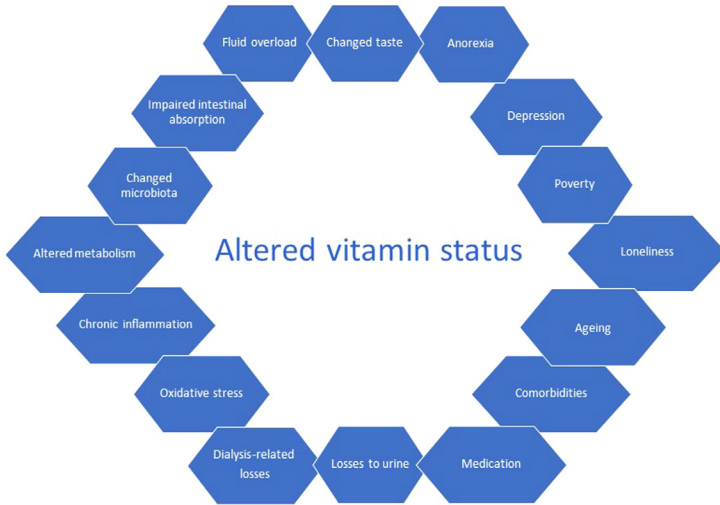 Fluid overload
Changed taste
Anorexia
Impaired intestinal
absorption
Depression
Changed
microbiota
Poverty
Altered metabolism
Altered vitamin status
Loneliness
Chronic inflammation
Ageing
Oxidative stress
Comorbidities
Dialysis-related
losses
Losses to urine
Medication